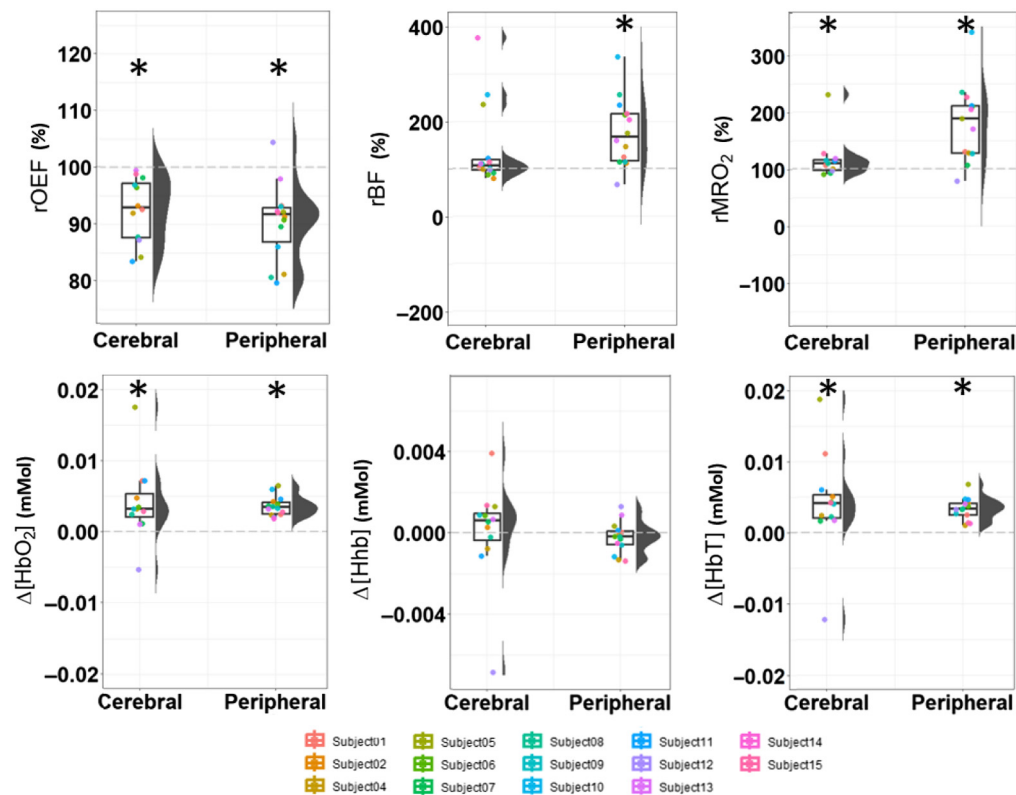 120
110
100
90
80
rOEF (%)
*
*
Cerebral Peripheral
400
200
0
−200
rBF (%)
*
Cerebral Peripheral
300
200
100
0
−100
rMRO₂ (%)
*
*
Cerebral Peripheral
0.02
0.01
0.00
−0.01
−0.02
Δ[HbO₂] (mMol)
*
*
Cerebral Peripheral
0.004
0.000
−0.004
Δ[Hhb] (mMol)
Cerebral Peripheral
0.02
0.01
0.00
−0.01
−0.02
Δ[HbT] (mMol)
*
*
Cerebral Peripheral
Subject01 Subject05 Subject08 Subject11 Subject14
Subject02 Subject06 Subject09 Subject12 Subject15
Subject04 Subject07 Subject10 Subject13